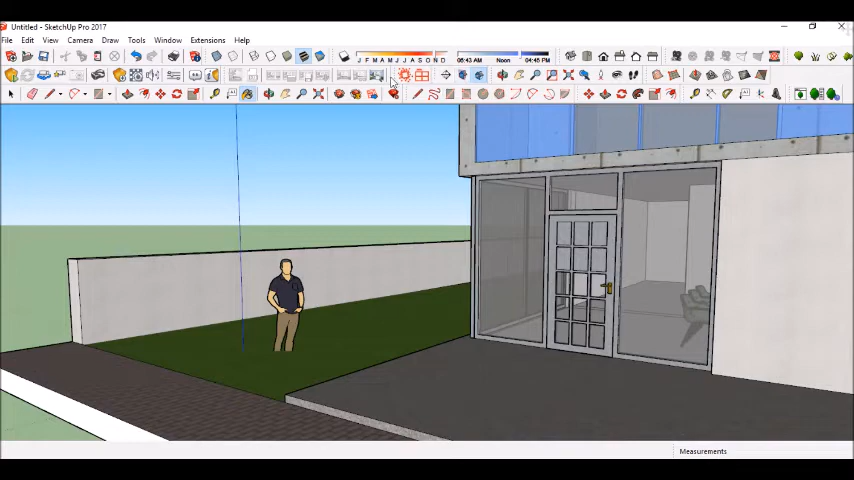 Untitled - SketchUp Pro 2017
File Edit View Camera Draw Tools Window Extensions Help
J F M A M J J A S O N D 06:43 AM Noon 04:45 PM
Measurements